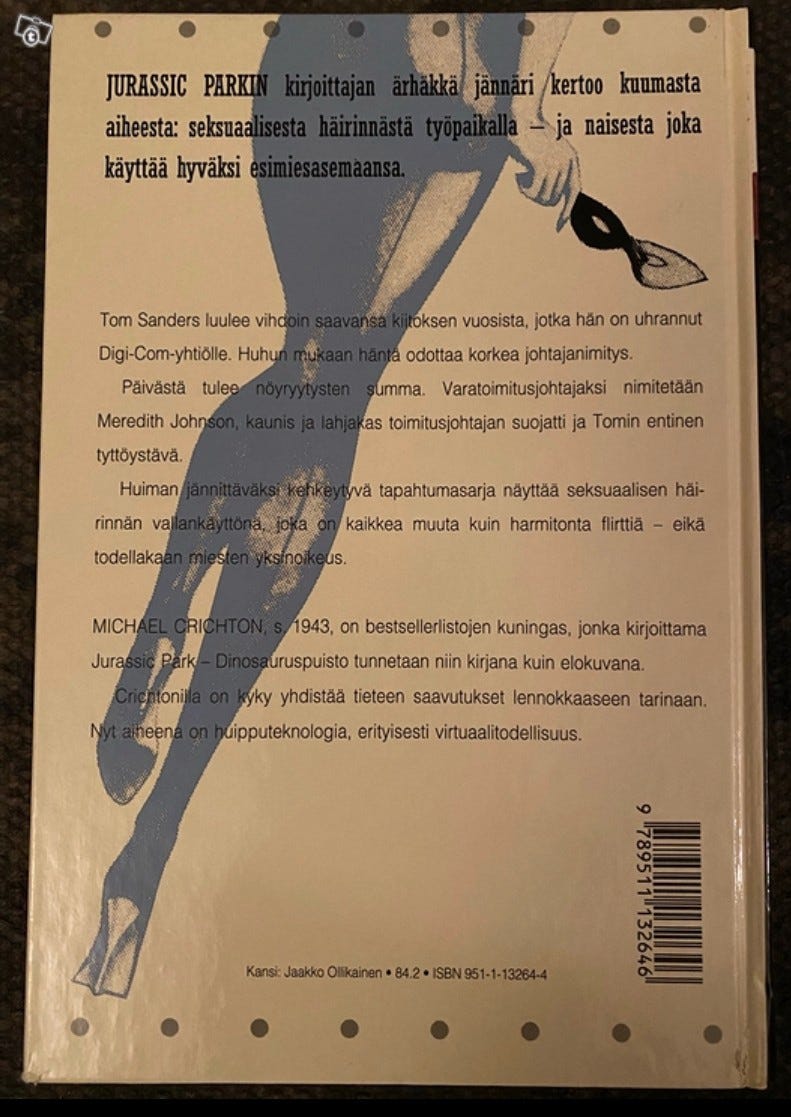 JURASSIC PARKIN kirjoittajan ärhäkkä jännäri kertoo kuumasta
aiheesta: seksuaalisesta häirinnästä työpaikalla – ja naisesta joka
käyttää hyväksi esimiesasemaansa.
Tom Sanders luulee vihdoin saavansa kiitoksen vuosista, jotka hän on uhrannut
Digi-Com-yhtiölle. Huhun mukaan häntä odottaa korkea johtajanimitys.
Päivästä tulee nöyryytysten summa. Varatoimitusjohtajaksi nimitetään
Meredith Johnson, kaunis ja lahjakas toimitusjohtajan suojatti ja Tomin entinen
tyttöystävä.
Huiman jännittäväksi kehkeytyvä tapahtumasarja näyttää seksuaalisen häi-
rinnän vallankäyttönä, joka on kaikkea muuta kuin harmitonta flirttiä – eikä
todellakaan miesten yksinoikeus.
MICHAEL CRICHTON, s. 1943, on bestsellerlistojen kuningas, jonka kirjoittama
Jurassic Park – Dinosauruspuisto tunnetaan niin kirjana kuin elokuvana.
Crichtonilla on kyky yhdistää tieteen saavutukset lennokkaaseen tarinaan.
Nyt aiheena on huipputeknologia, erityisesti virtuaalitodellisuus.
9 789511 132646
Kansi: Jaakko Ollikainen • 84.2 • ISBN 951-1-13264-4